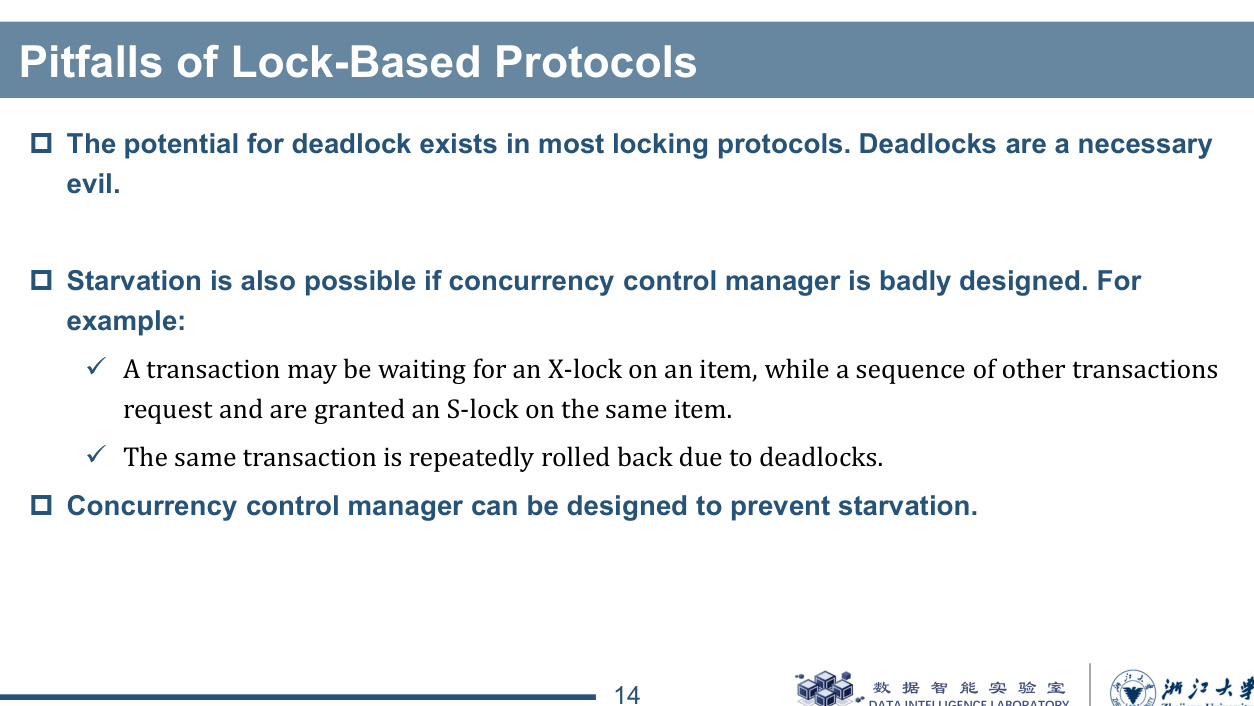 Pitfalls of Lock-Based Protocols
The potential for deadlock exists in most locking protocols. Deadlocks are a necessary
evil.
Starvation is also possible if concurrency control manager is badly designed. For
example:
A transaction may be waiting for an X-lock on an item, while a sequence of other transactions
request and are granted an S-lock on the same item.
The same transaction is repeatedly rolled back due to deadlocks.
Concurrency control manager can be designed to prevent starvation.
14
数据智能实验室
DATA INTELLIGENCE LABORATORY
浙江大学